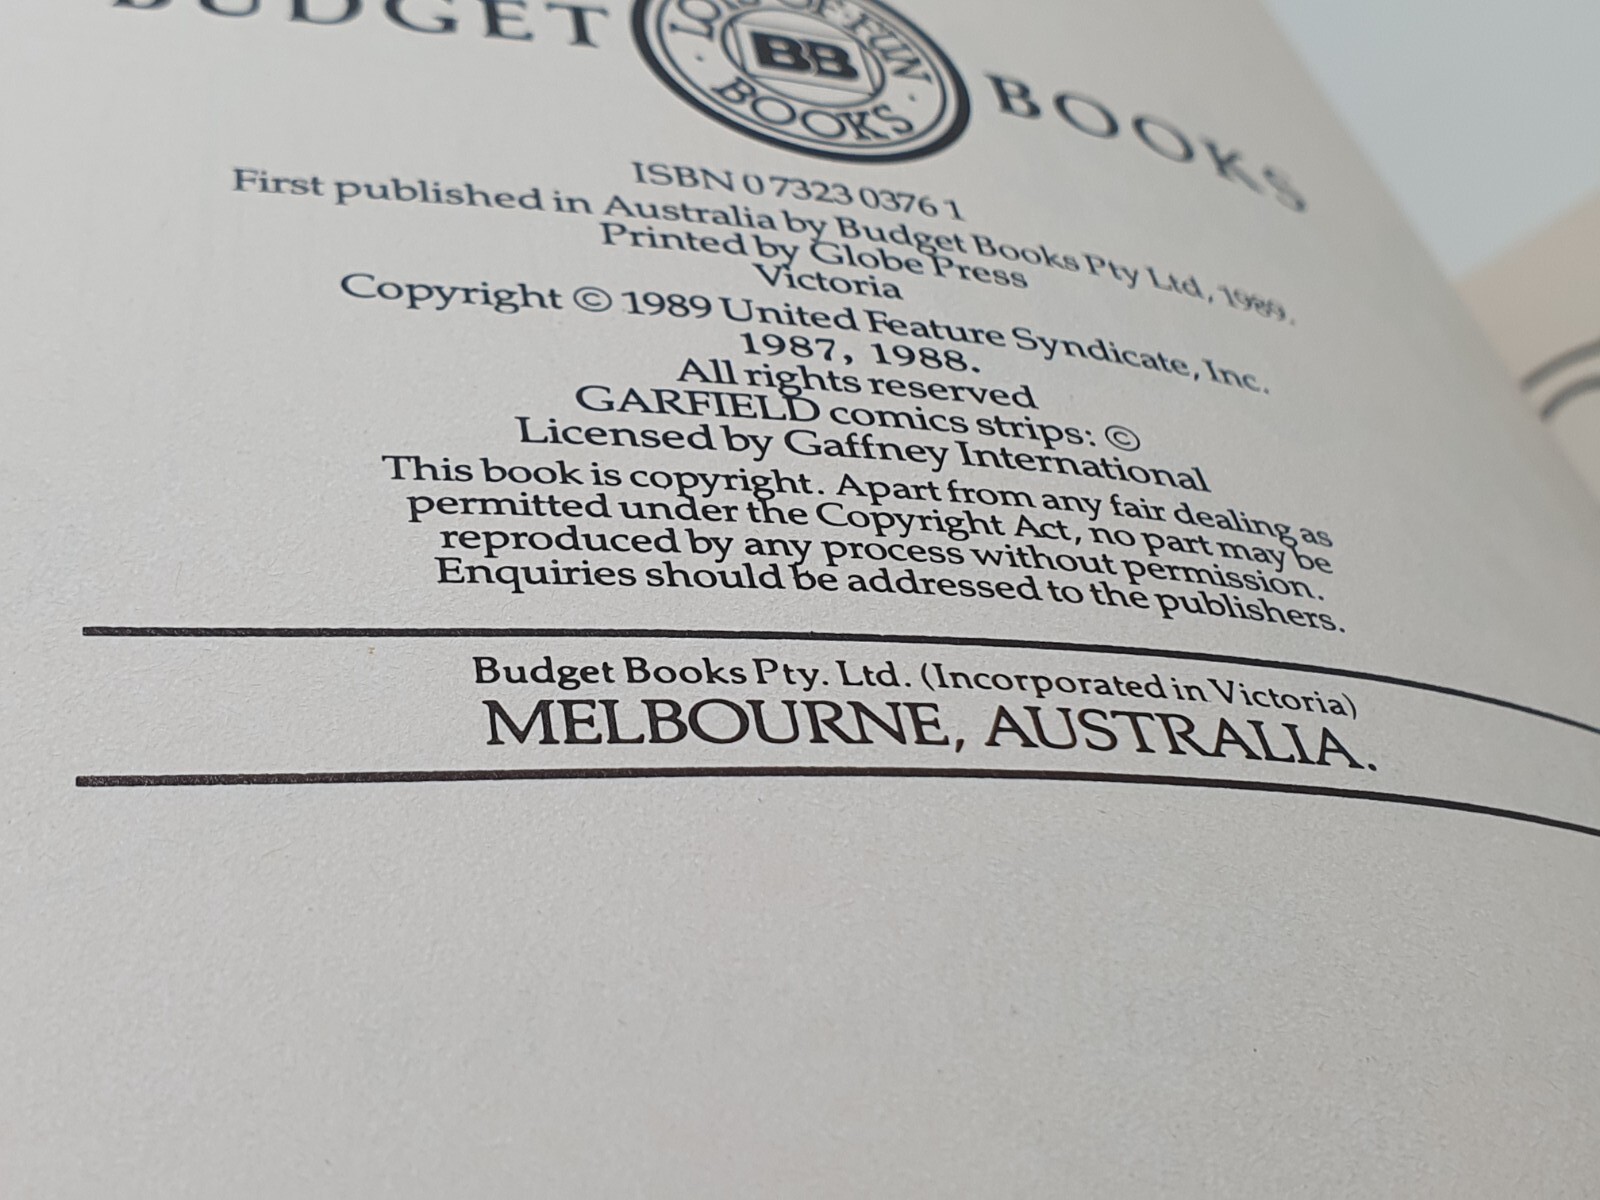 BUDGET BOOKS
LOTS OF FUN
BB
BOOKS
ISBN 0 7323 0376 1
First published in Australia by Budget Books Pty Ltd, 1989.
Printed by Globe Press
Victoria
Copyright © 1989 United Feature Syndicate, Inc.
1987, 1988.
All rights reserved
GARFIELD comics strips: ©
Licensed by Gaffney International
This book is copyright. Apart from any fair dealing as
permitted under the Copyright Act, no part may be
reproduced by any process without permission.
Enquiries should be addressed to the publishers.
Budget Books Pty. Ltd. (Incorporated in Victoria)
MELBOURNE, AUSTRALIA.